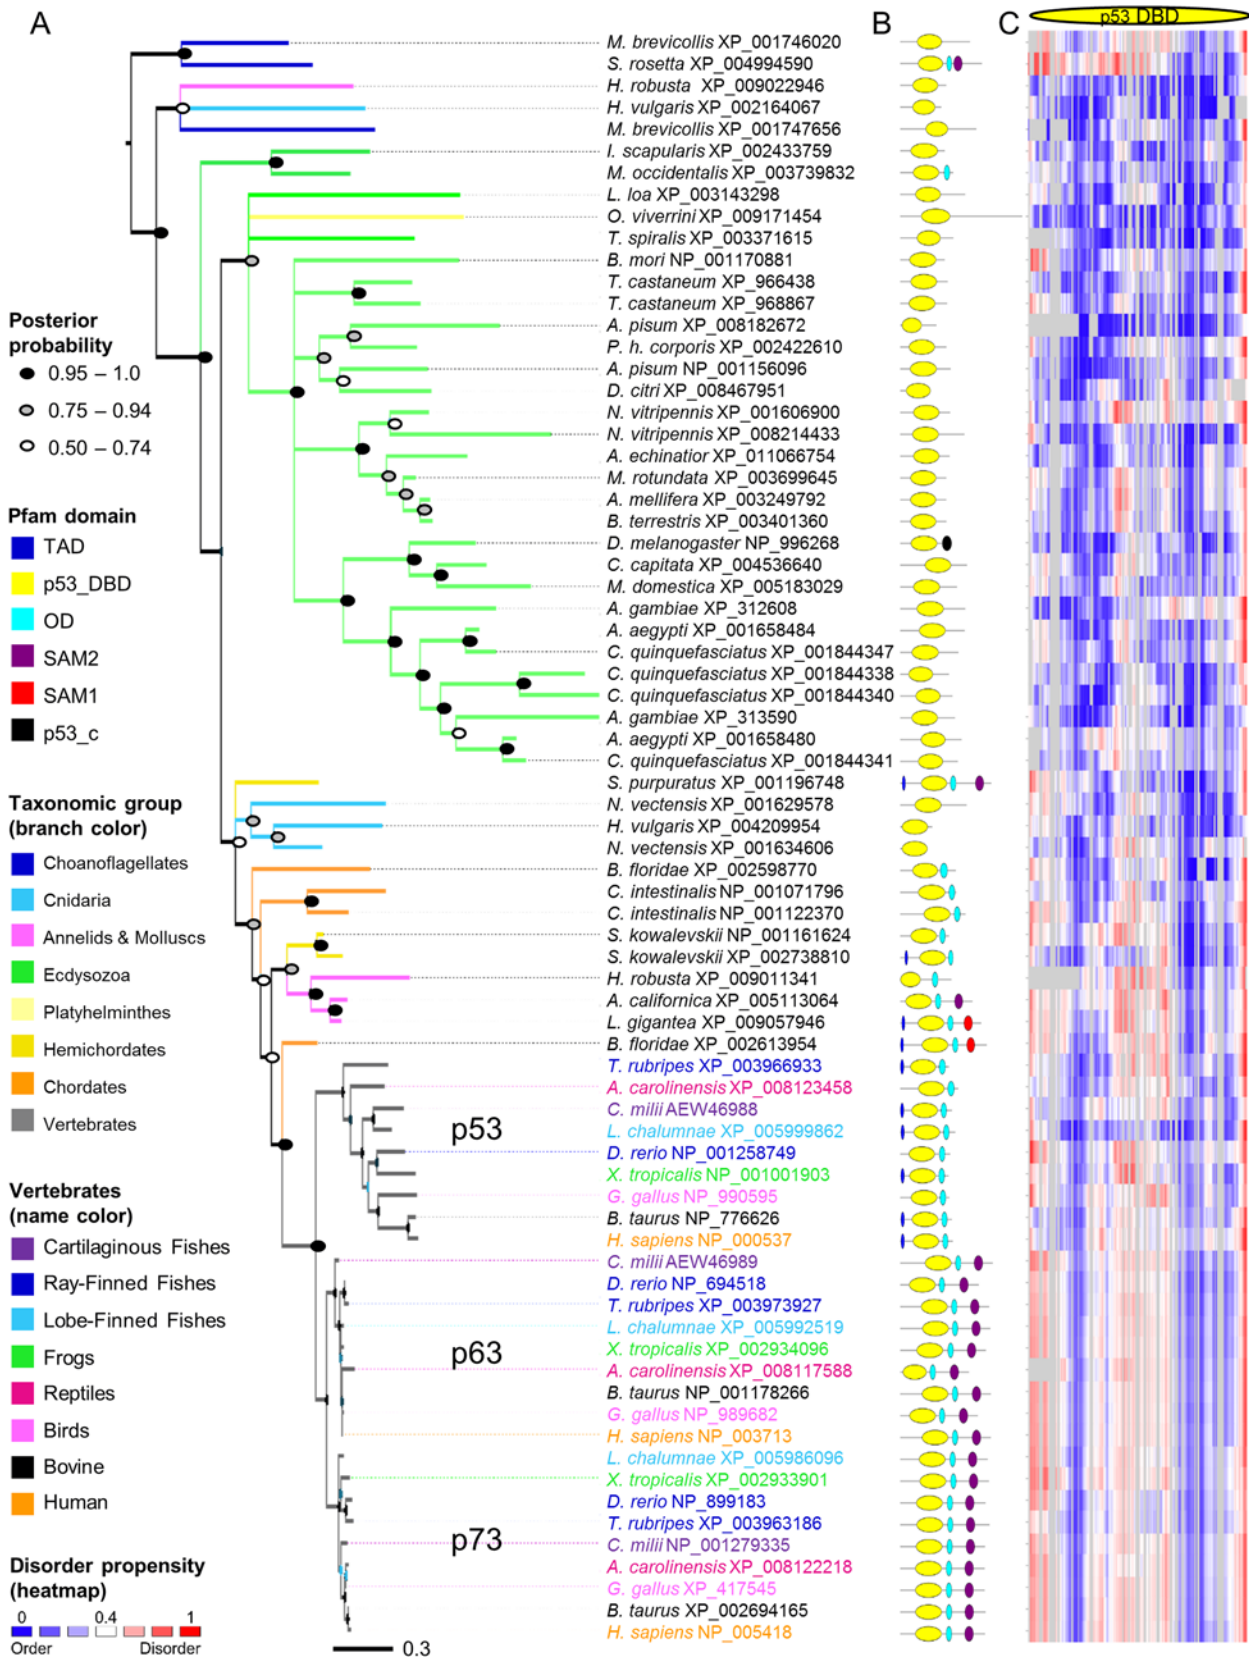 A
B
C
p53 DBD
M. brevicollis XP_001746020
S. rosetta XP_004994590
H. robusta XP_009022946
H. vulgaris XP_002164067
M. brevicollis XP_001747656
I. scapularis XP_002433759
M. occidentalis XP_003739832
L. loa XP_003143298
O. viverrini XP_009171454
T. spiralis XP_003371615
B. mori NP_001170881
T. castaneum XP_966438
T. castaneum XP_968867
A. pisum XP_008182672
P. h. corporis XP_002422610
A. pisum NP_001156096
D. citri XP_008467951
N. vitripennis XP_001606900
N. vitripennis XP_008214433
A. echinatior XP_011066754
M. rotundata XP_003699645
A. mellifera XP_003249792
B. terrestris XP_003401360
D. melanogaster NP_996268
C. capitata XP_004536640
M. domestica XP_005183029
A. gambiae XP_312608
A. aegypti XP_001658484
C. quinquefasciatus XP_001844347
C. quinquefasciatus XP_001844338
C. quinquefasciatus XP_001844340
A. gambiae XP_313590
A. aegypti XP_001658480
C. quinquefasciatus XP_001844341
S. purpuratus XP_001196748
N. vectensis XP_001629578
H. vulgaris XP_004209954
N. vectensis XP_001634606
B. floridae XP_002598770
C. intestinalis NP_001071796
C. intestinalis NP_001122370
S. kowalevskii NP_001161624
S. kowalevskii XP_002738810
H. robusta XP_009011341
A. californica XP_005113064
L. gigantea XP_009057946
B. floridae XP_002613954
T. rubripes XP_003966933
A. carolinensis XP_008123458
C. milii AEW46988
L. chalumnae XP_005999862
D. rerio NP_001258749
X. tropicalis NP_001001903
G. gallus NP_990595
B. taurus NP_776626
H. sapiens NP_000537
C. milii AEW46989
D. rerio NP_694518
T. rubripes XP_003973927
L. chalumnae XP_005992519
X. tropicalis XP_002934096
A. carolinensis XP_008117588
B. taurus NP_001178266
G. gallus NP_989682
H. sapiens NP_003713
L. chalumnae XP_005986096
X. tropicalis XP_002933901
D. rerio NP_899183
T. rubripes XP_003963186
C. milii NP_001279335
A. carolinensis XP_008122218
G. gallus XP_417545
B. taurus XP_002694165
H. sapiens NP_005418
p53
p63
p73
0.3
Posterior
probability
0.95 – 1.0
0.75 – 0.94
0.50 – 0.74
Pfam domain
TAD
p53_DBD
OD
SAM2
SAM1
p53_c
Taxonomic group
(branch color)
Choanoflagellates
Cnidaria
Annelids & Molluscs
Ecdysozoa
Platyhelminthes
Hemichordates
Chordates
Vertebrates
Vertebrates
(name color)
Cartilaginous Fishes
Ray-Finned Fishes
Lobe-Finned Fishes
Frogs
Reptiles
Birds
Bovine
Human
Disorder propensity
(heatmap)
0 0.4 1
Order Disorder